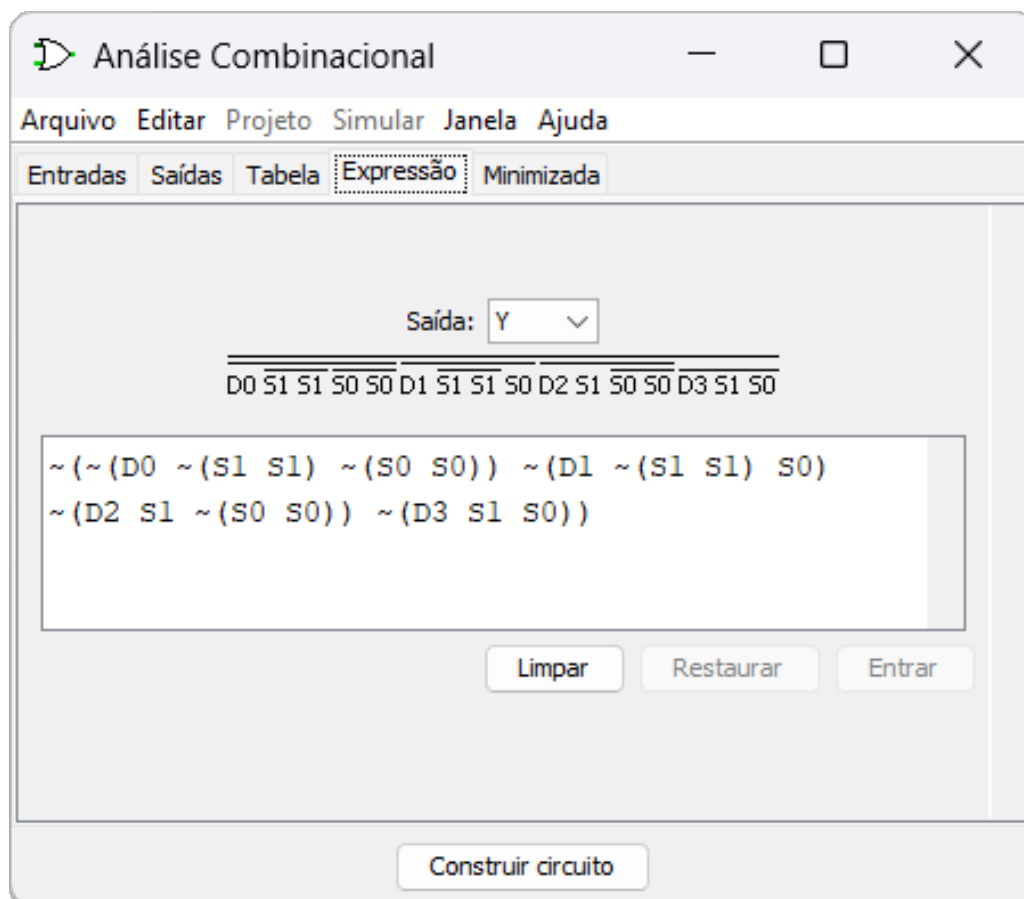 Análise Combinacional
Arquivo Editar Projeto Simular Janela Ajuda
Entradas Saídas Tabela Expressão Minimizada
Saída: Y
D0 S1 S1 S0 S0 D1 S1 S1 S0 D2 S1 S0 S0 D3 S1 S0
~(~(D0 ~(S1 S1) ~(S0 S0)) ~(D1 ~(S1 S1) S0)
~(D2 S1 ~(S0 S0)) ~(D3 S1 S0))
Limpar Restaurar Entrar
Construir circuito